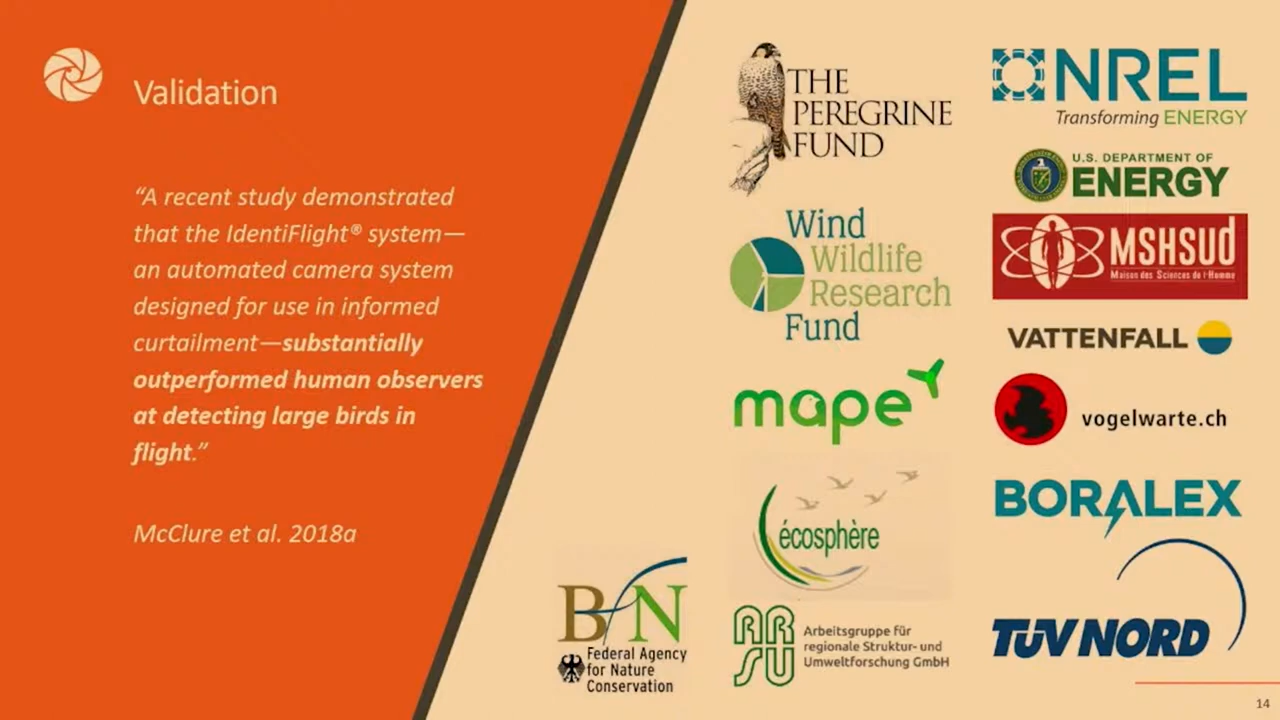 Validation
“A recent study demonstrated
that the IdentiFlight® system—
an automated camera system
designed for use in informed
curtailment—substantially
outperformed human observers
at detecting large birds in
flight.”
McClure et al. 2018a
THE
PEREGRINE
FUND
Wind
Wildlife
Research
Fund
mape
écosphère
BfN
Federal Agency
for Nature
Conservation
ARSU
Arbeitsgruppe für
regionale Struktur- und
Umweltforschung GmbH
NREL
Transforming ENERGY
U.S. DEPARTMENT OF
ENERGY
MSHSUD
Maison des Sciences de l'Homme
VATTENFALL
vogelwarte.ch
BORALEX
TÜV NORD
14